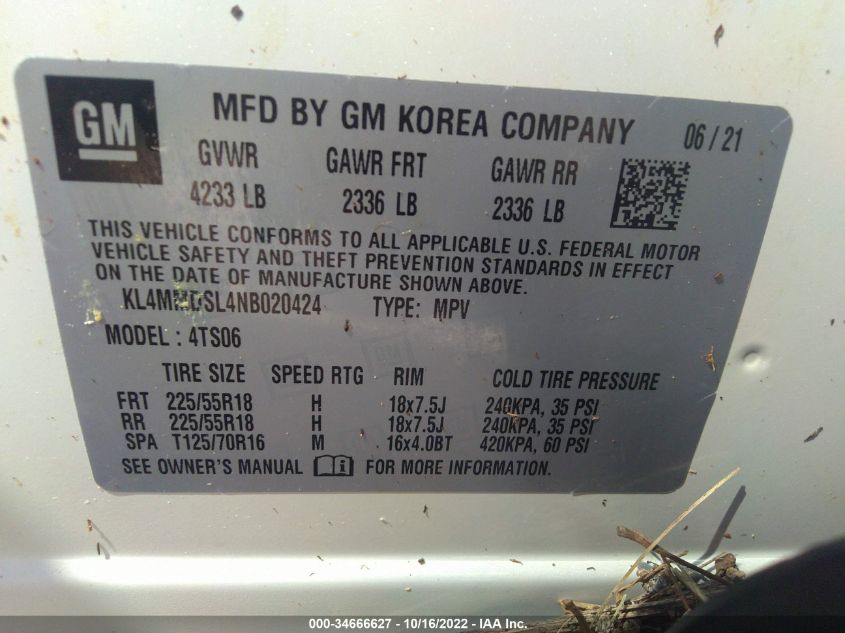 GM
MFD BY GM KOREA COMPANY 06 / 21
GVWR GAWR FRT GAWR RR
4233 LB 2336 LB 2336 LB
THIS VEHICLE CONFORMS TO ALL APPLICABLE U.S. FEDERAL MOTOR
VEHICLE SAFETY AND THEFT PREVENTION STANDARDS IN EFFECT
ON THE DATE OF MANUFACTURE SHOWN ABOVE.
KL4MMDSL4NB020424 TYPE: MPV
MODEL : 4TS06
TIRE SIZE SPEED RTG RIM COLD TIRE PRESSURE
FRT 225/55R18 H 18x7.5J 240KPA, 35 PSI
RR 225/55R18 H 18x7.5J 240KPA, 35 PSI
SPA T125/70R16 M 16x4.0BT 420KPA, 60 PSI
SEE OWNER'S MANUAL FOR MORE INFORMATION.
000-34666627 - 10/16/2022 - IAA Inc.